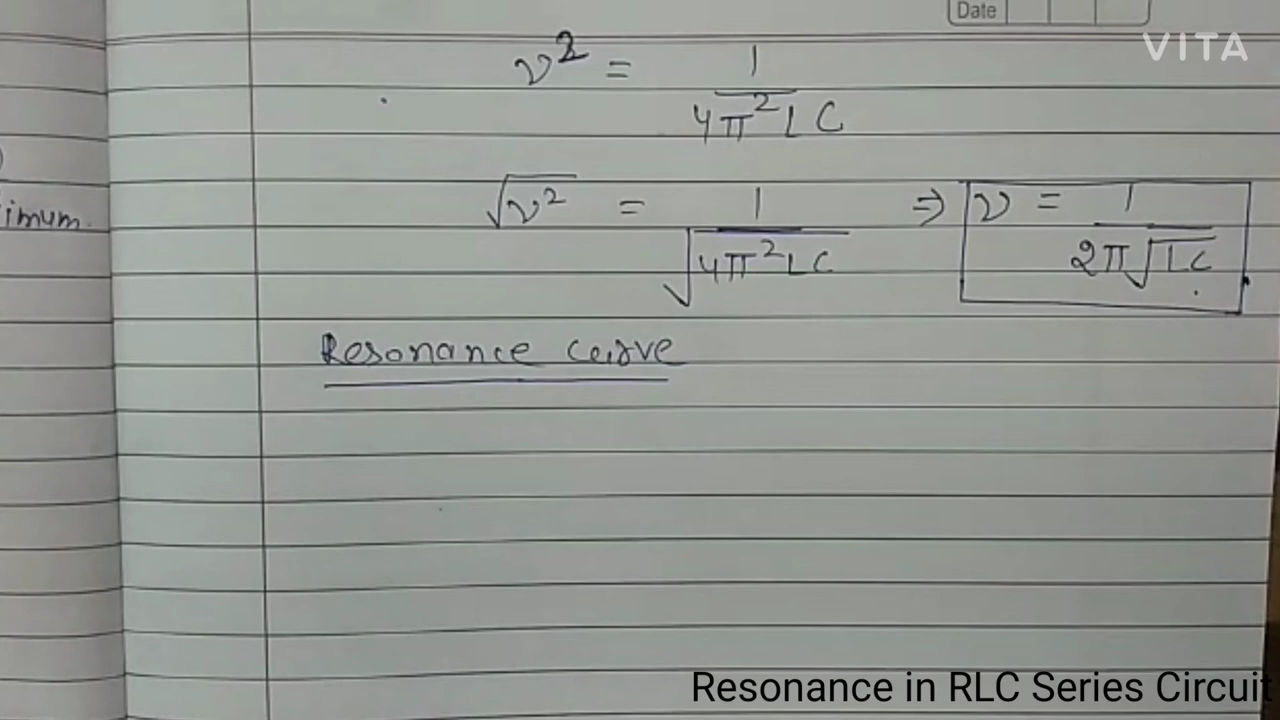 Date
VITA
ν² = 1 / 4π²LC
√ν² = 1 / √4π²LC ⇒ ν = 1 / 2π√LC
imum.
Resonance curve
Resonance in RLC Series Circuit